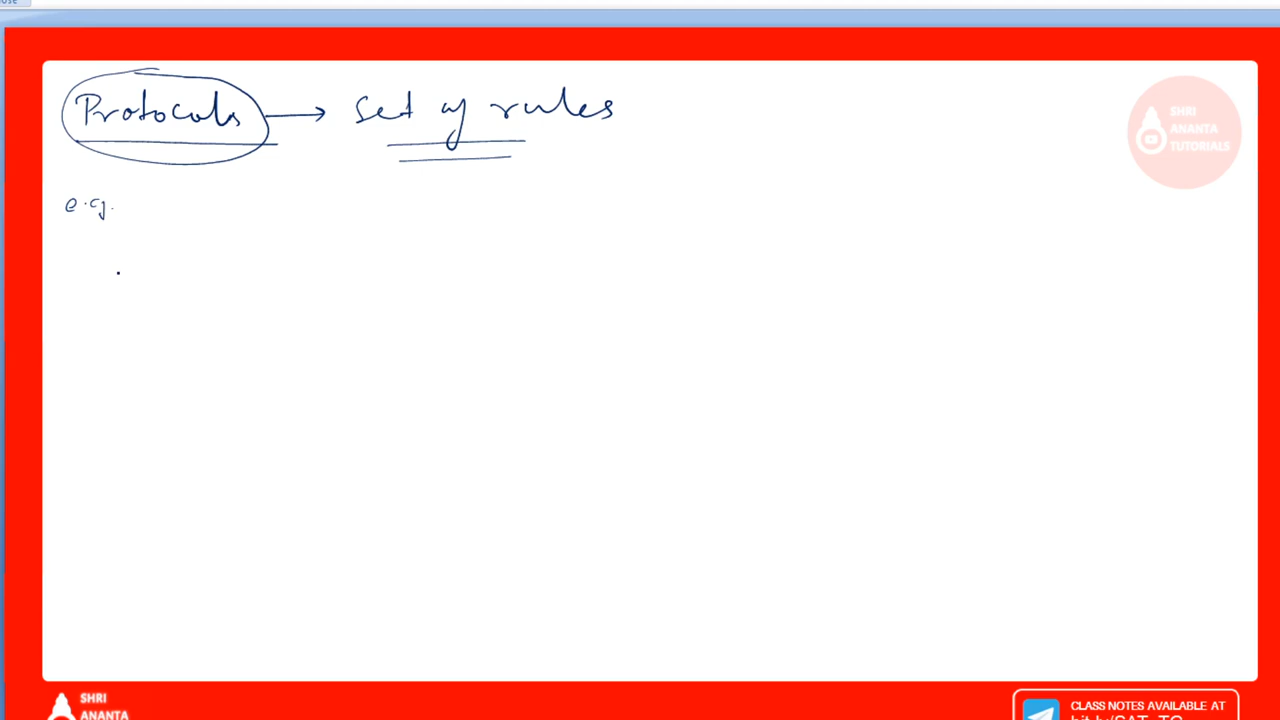 Protocols → set of rules
e.g.
SHRI
ANANTA
TUTORIALS
SHRI
ANANTA
CLASS NOTES AVAILABLE AT